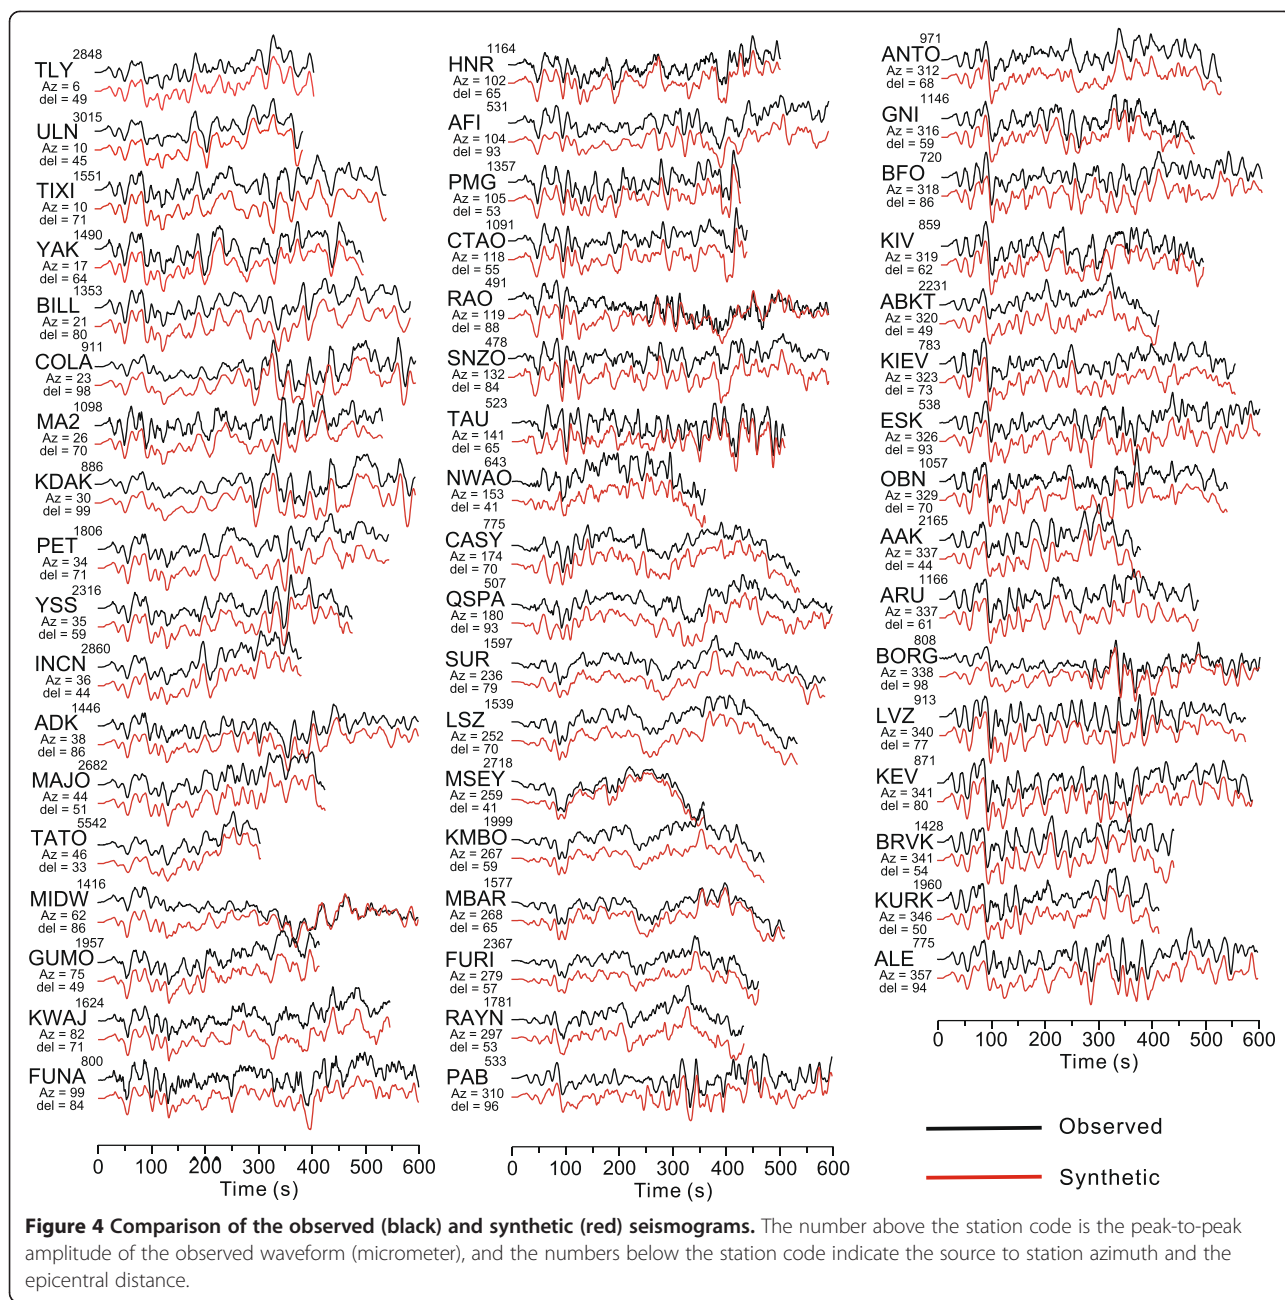 2848
TLY
Az = 6
del = 49
3015
ULN
Az = 10
del = 45
1551
TIXI
Az = 10
del = 71
1490
YAK
Az = 17
del = 64
1353
BILL
Az = 21
del = 80
911
COLA
Az = 23
del = 98
1098
MA2
Az = 26
del = 70
886
KDAK
Az = 30
del = 99
1806
PET
Az = 34
del = 71
2316
YSS
Az = 35
del = 59
2860
INCN
Az = 36
del = 44
1446
ADK
Az = 38
del = 86
2682
MAJO
Az = 44
del = 51
5542
TATO
Az = 46
del = 33
1416
MIDW
Az = 62
del = 86
1957
GUMO
Az = 75
del = 49
1624
KWAJ
Az = 82
del = 71
800
FUNA
Az = 99
del = 84
0 100 200 300 400 500 600
Time (s)
1164
HNR
Az = 102
del = 65
531
AFI
Az = 104
del = 93
1357
PMG
Az = 105
del = 53
1091
CTAO
Az = 118
del = 55
491
RAO
Az = 119
del = 88
478
SNZO
Az = 132
del = 84
523
TAU
Az = 141
del = 65
643
NWAO
Az = 153
del = 41
775
CASY
Az = 174
del = 70
507
QSPA
Az = 180
del = 93
1597
SUR
Az = 236
del = 79
1539
LSZ
Az = 252
del = 70
2718
MSEY
Az = 259
del = 41
1999
KMBO
Az = 267
del = 59
1577
MBAR
Az = 268
del = 65
2367
FURI
Az = 279
del = 57
1781
RAYN
Az = 297
del = 53
533
PAB
Az = 310
del = 96
0 100 200 300 400 500 600
Time (s)
971
ANTO
Az = 312
del = 68
1146
GNI
Az = 316
del = 59
720
BFO
Az = 318
del = 86
859
KIV
Az = 319
del = 62
2231
ABKT
Az = 320
del = 49
783
KIEV
Az = 323
del = 73
538
ESK
Az = 326
del = 93
1057
OBN
Az = 329
del = 70
2165
AAK
Az = 337
del = 44
1166
ARU
Az = 337
del = 61
808
BORG
Az = 338
del = 98
913
LVZ
Az = 340
del = 77
871
KEV
Az = 341
del = 80
1428
BRVK
Az = 341
del = 54
1960
KURK
Az = 346
del = 50
775
ALE
Az = 357
del = 94
0 100 200 300 400 500 600
Time (s)
Observed
Synthetic
Figure 4 Comparison of the observed (black) and synthetic (red) seismograms. The number above the station code is the peak-to-peak
amplitude of the observed waveform (micrometer), and the numbers below the station code indicate the source to station azimuth and the
epicentral distance.